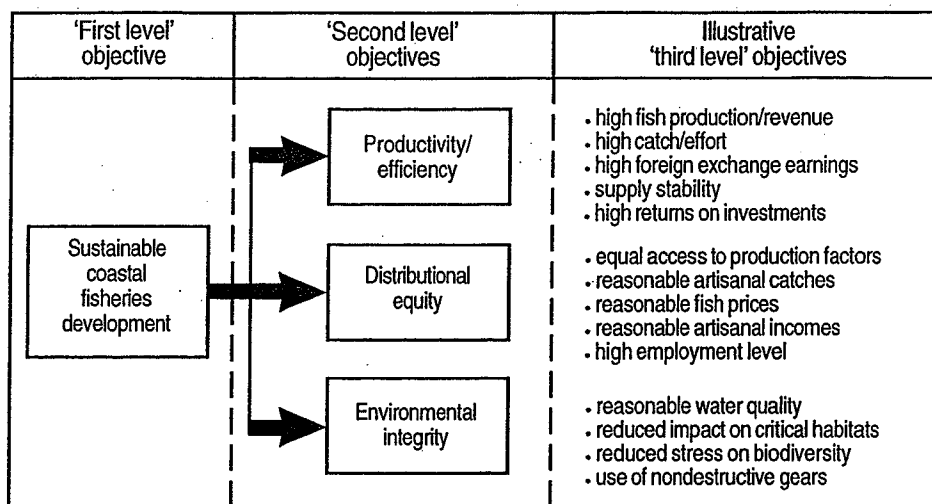 'First level'
objective
'Second level'
objectives
Illustrative
'third level' objectives
Sustainable
coastal
fisheries
development
Productivity/
efficiency
• high fish production/revenue
• high catch/effort
• high foreign exchange earnings
• supply stability
• high returns on investments
Distributional
equity
• equal access to production factors
• reasonable artisanal catches
• reasonable fish prices
• reasonable artisanal incomes
• high employment level
Environmental
integrity
• reasonable water quality
• reduced impact on critical habitats
• reduced stress on biodiversity
• use of nondestructive gears